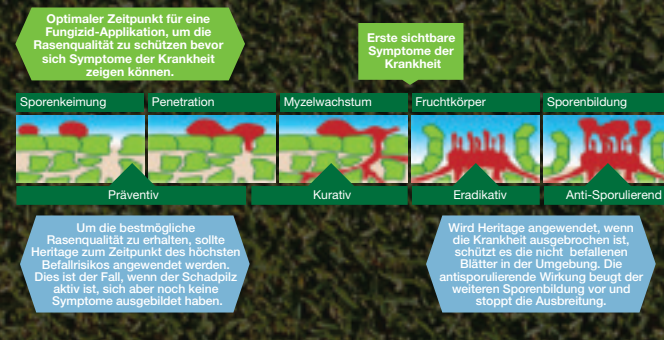 Optimaler Zeitpunkt für eine
Fungizid-Applikation, um die
Rasenqualität zu schützen bevor
sich Symptome der Krankheit
zeigen können.
Erste sichtbare
Symptome der
Krankheit
Sporenkeimung
Penetration
Myzelwachstum
Fruchtkörper
Sporenbildung
Präventiv
Kurativ
Eradikativ
Anti-Sporulierend
Um die bestmögliche
Rasenqualität zu erhalten, sollte
Heritage zum Zeitpunkt des höchsten
Befallrisikos angewendet werden.
Dies ist der Fall, wenn der Schadpilz
aktiv ist, sich aber noch keine
Symptome ausgebildet haben.
Wird Heritage angewendet, wenn
die Krankheit ausgebrochen ist,
schützt es die nicht befallenen
Blätter in der Umgebung. Die
antisporulierende Wirkung beugt der
weiteren Sporenbildung vor und
stoppt die Ausbreitung.